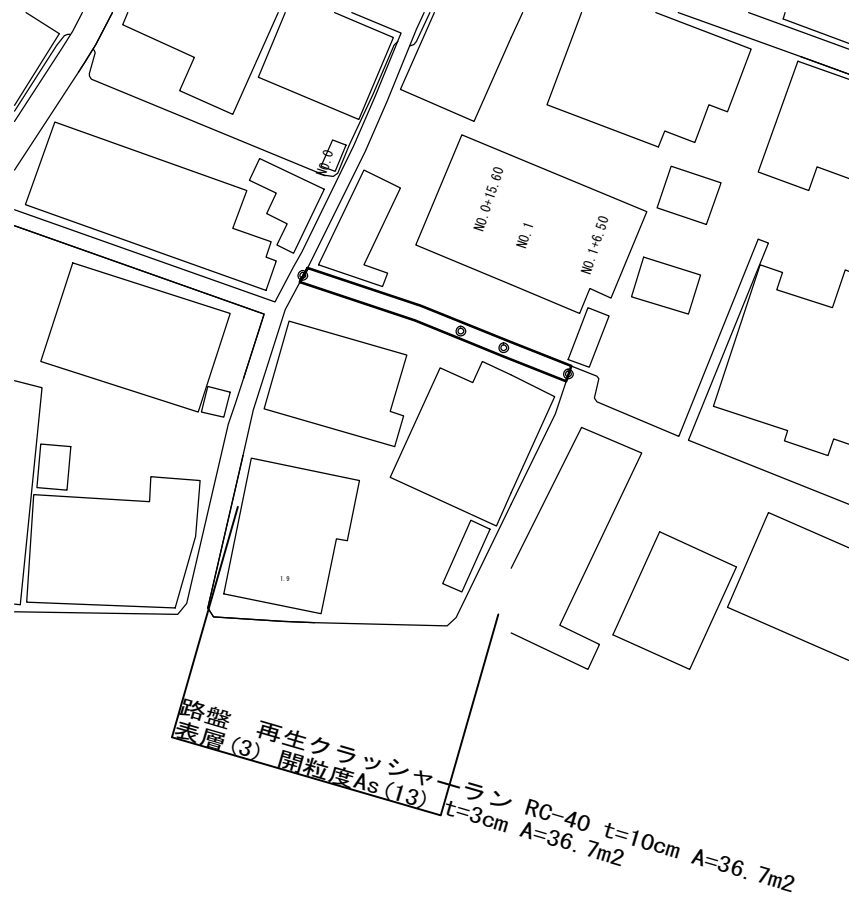 NO. 0
NO. 0+15. 60
NO. 1
NO. 1+6. 50
1.9
路盤　再生クラッシャーラン RC-40 t=10cm A=36. 7m2
表層(3) 開粒度As(13) t=3cm A=36. 7m2